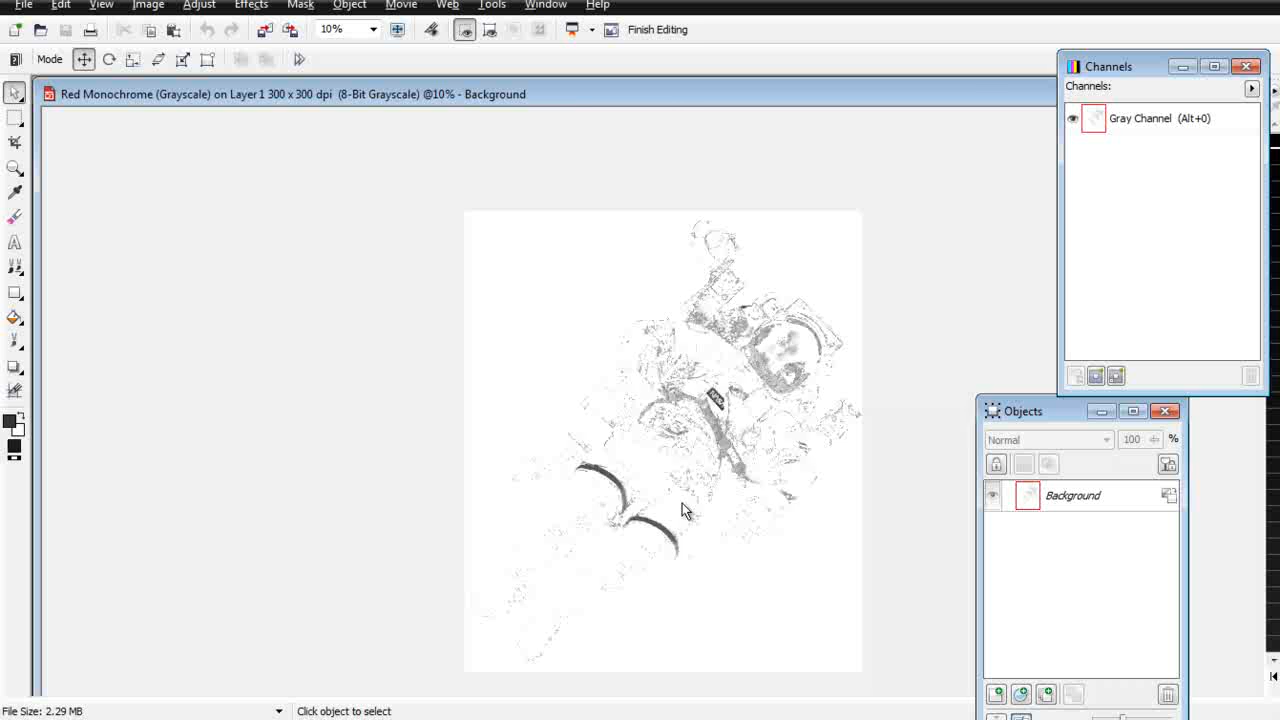 File Edit View Image Adjust Effects Mask Object Movie Web Tools Window Help
10% Finish Editing
Mode
Red Monochrome (Grayscale) on Layer 1 300 x 300 dpi (8-Bit Grayscale) @10% - Background
Channels
Channels:
Gray Channel (Alt+0)
Objects
Normal 100 %
Background
File Size: 2.29 MB Click object to select